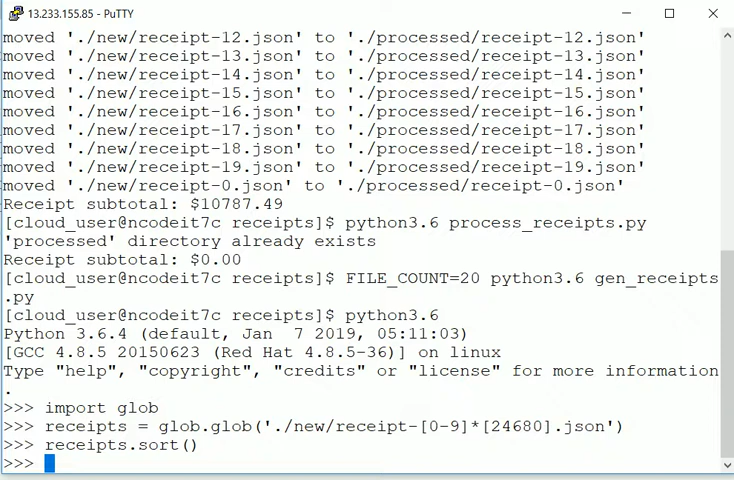 13.233.155.85 - PuTTY
moved './new/receipt-12.json' to './processed/receipt-12.json'
moved './new/receipt-13.json' to './processed/receipt-13.json'
moved './new/receipt-14.json' to './processed/receipt-14.json'
moved './new/receipt-15.json' to './processed/receipt-15.json'
moved './new/receipt-16.json' to './processed/receipt-16.json'
moved './new/receipt-17.json' to './processed/receipt-17.json'
moved './new/receipt-18.json' to './processed/receipt-18.json'
moved './new/receipt-19.json' to './processed/receipt-19.json'
moved './new/receipt-0.json' to './processed/receipt-0.json'
Receipt subtotal: $10787.49
[cloud_user@ncodeit7c receipts]$ python3.6 process_receipts.py
'processed' directory already exists
Receipt subtotal: $0.00
[cloud_user@ncodeit7c receipts]$ FILE_COUNT=20 python3.6 gen_receipts
.py
[cloud_user@ncodeit7c receipts]$ python3.6
Python 3.6.4 (default, Jan  7 2019, 05:11:03)
[GCC 4.8.5 20150623 (Red Hat 4.8.5-36)] on linux
Type "help", "copyright", "credits" or "license" for more information
.
>>> import glob
>>> receipts = glob.glob('./new/receipt-[0-9]*[24680].json')
>>> receipts.sort()
>>>